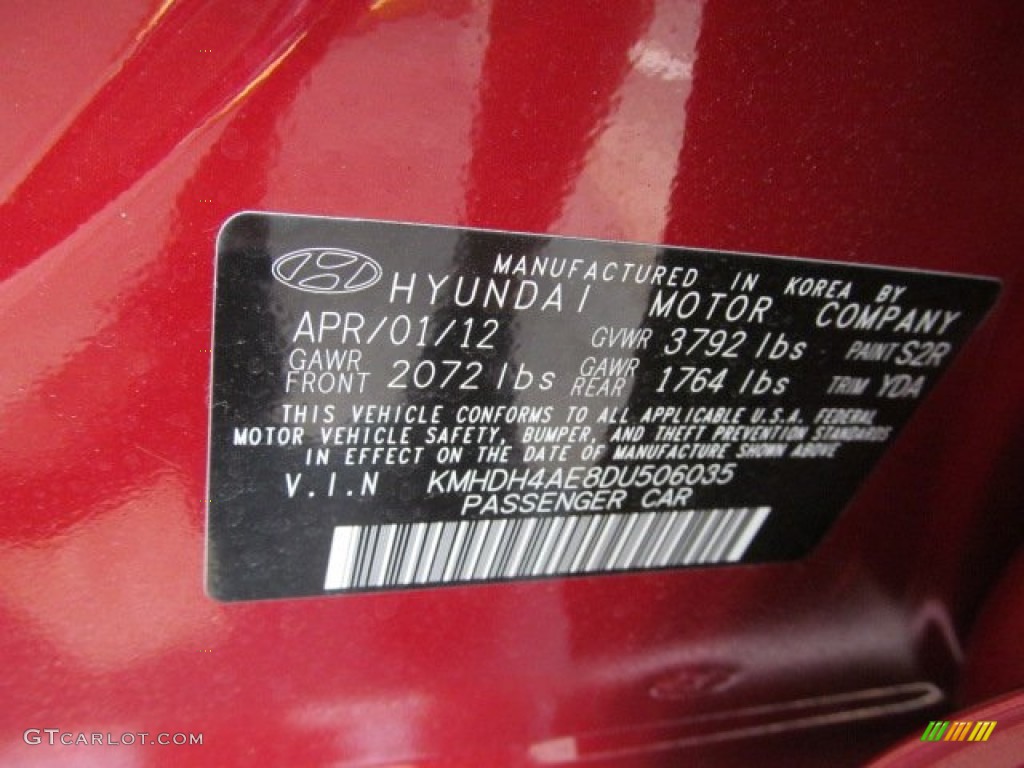 MANUFACTURED IN KOREA BY
HYUNDAI MOTOR COMPANY
APR/01/12 GVWR 3792 lbs PAINT S2R
GAWR FRONT 2072 lbs GAWR REAR 1764 lbs TRIM YDA
THIS VEHICLE CONFORMS TO ALL APPLICABLE U.S.A. FEDERAL
MOTOR VEHICLE SAFETY, BUMPER, AND THEFT PREVENTION STANDARDS
IN EFFECT ON THE DATE OF MANUFACTURE SHOWN ABOVE
V.I.N KMHDH4AE8DU506035
PASSENGER CAR
GTCARLOT.COM